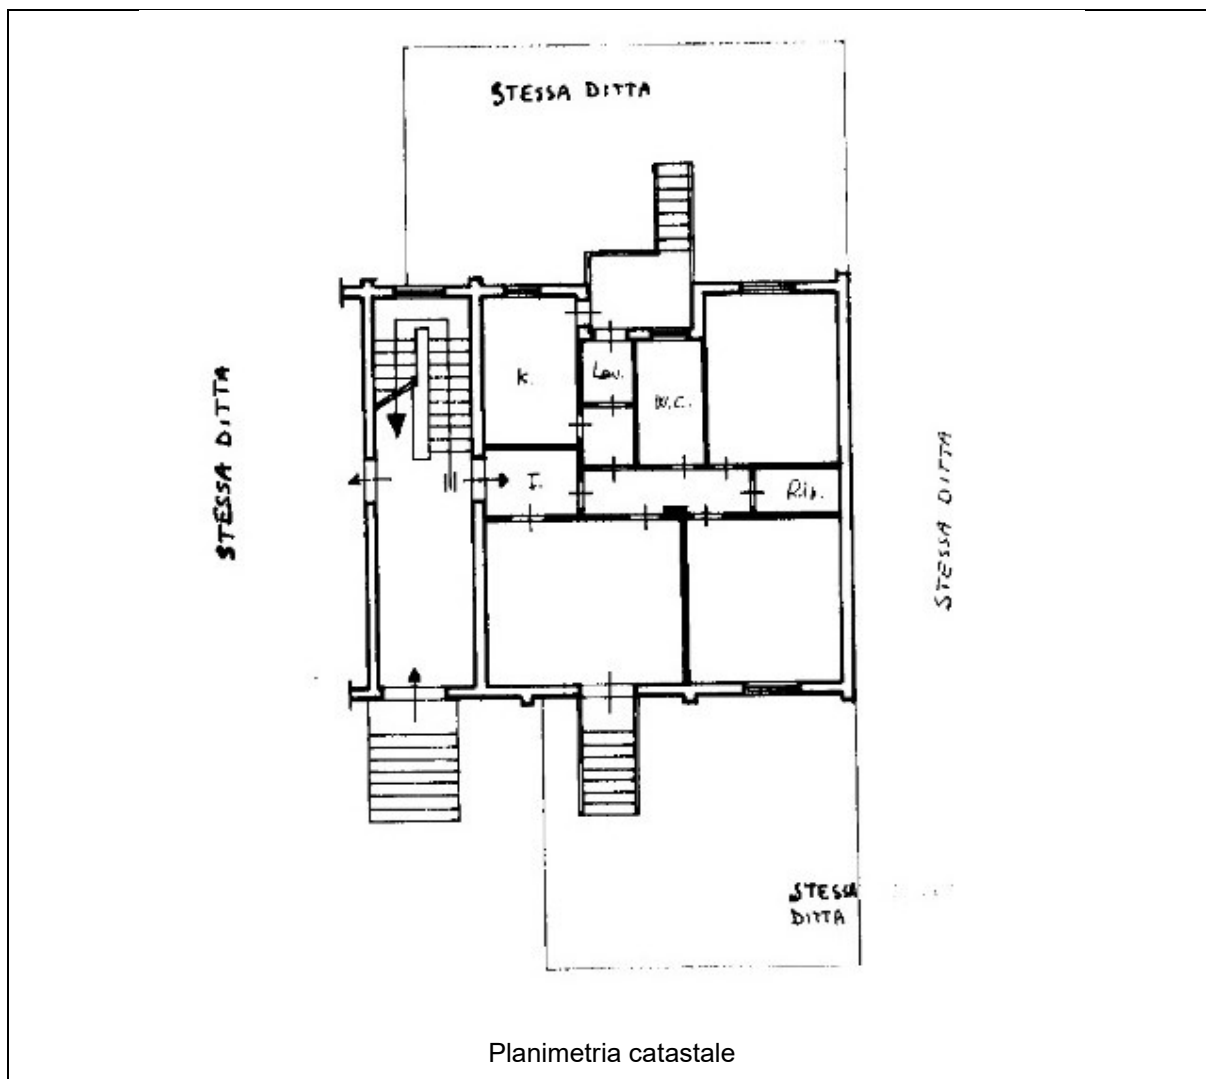 STESSA DITTA
STESSA DITTA
K.
Lav.
W.C.
I.
Rip.
STESSA DITTA
STESSA
DITTA
Planimetria catastale